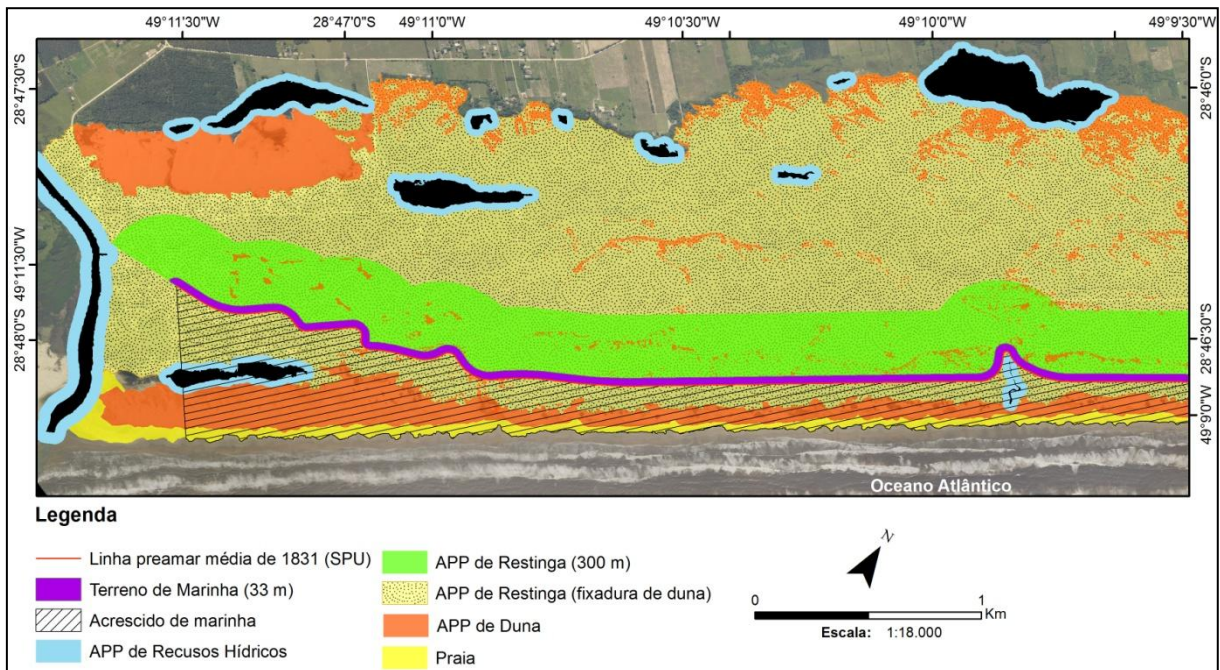 49°11'30"W 28°47'0"S 49°11'0"W 49°10'30"W 49°10'0"W 49°9'30"W
28°47'30"S
28°46'0"S
49°11'30"W
28°48'0"S
28°46'30"S
49°9'0"W
Oceano Atlântico
Legenda
Linha preamar média de 1831 (SPU)
Terreno de Marinha (33 m)
Acrescido de marinha
APP de Recusos Hídricos
APP de Restinga (300 m)
APP de Restinga (fixadura de duna)
APP de Duna
Praia
N
0 1
Km
Escala: 1:18.000